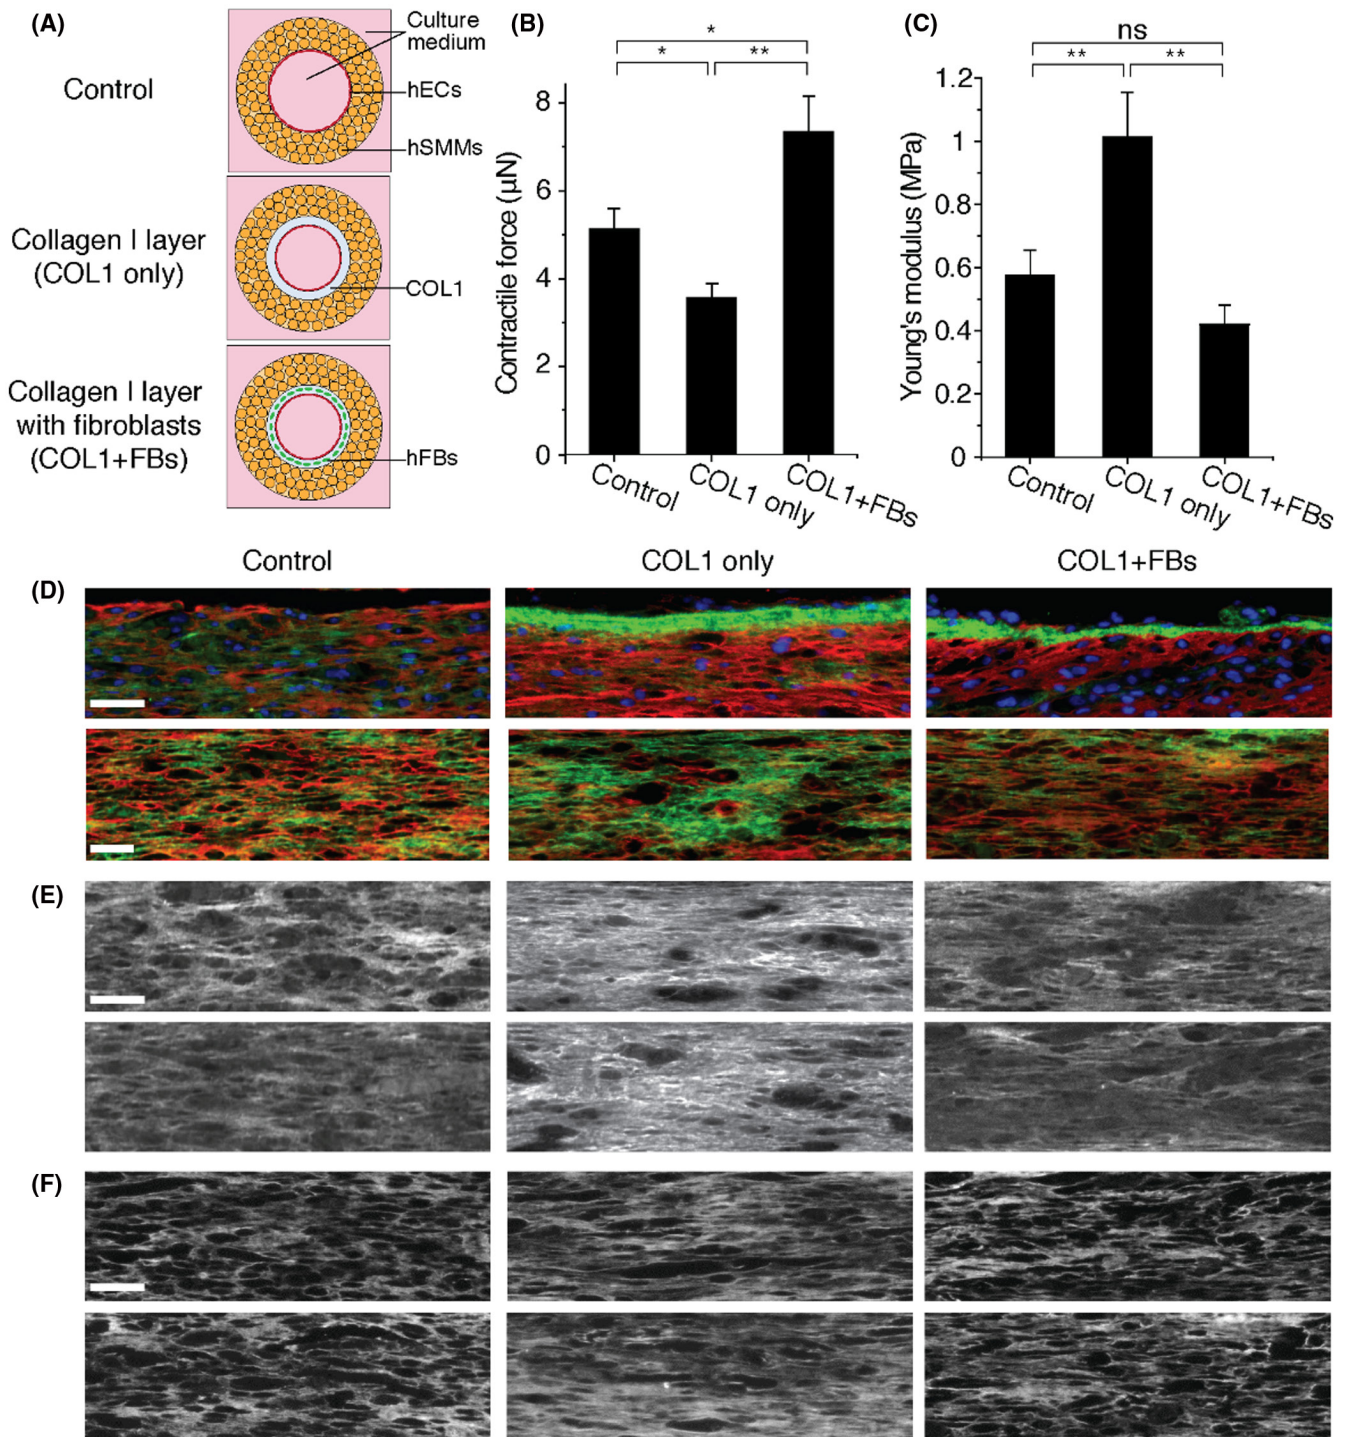 (A)
Control
Culture
medium
hECs
hSMMs
Collagen I layer
(COL1 only)
COL1
Collagen I layer
with fibroblasts
(COL1+FBs)
hFBs
(B)
*
* **
Contractile force (µN)
8
6
4
2
0
Control
COL1 only
COL1+FBs
(C)
ns
** **
Young's modulus (MPa)
1.2
1
0.8
0.6
0.4
0.2
0
Control
COL1 only
COL1+FBs
Control COL1 only COL1+FBs
(D)
(E)
(F)